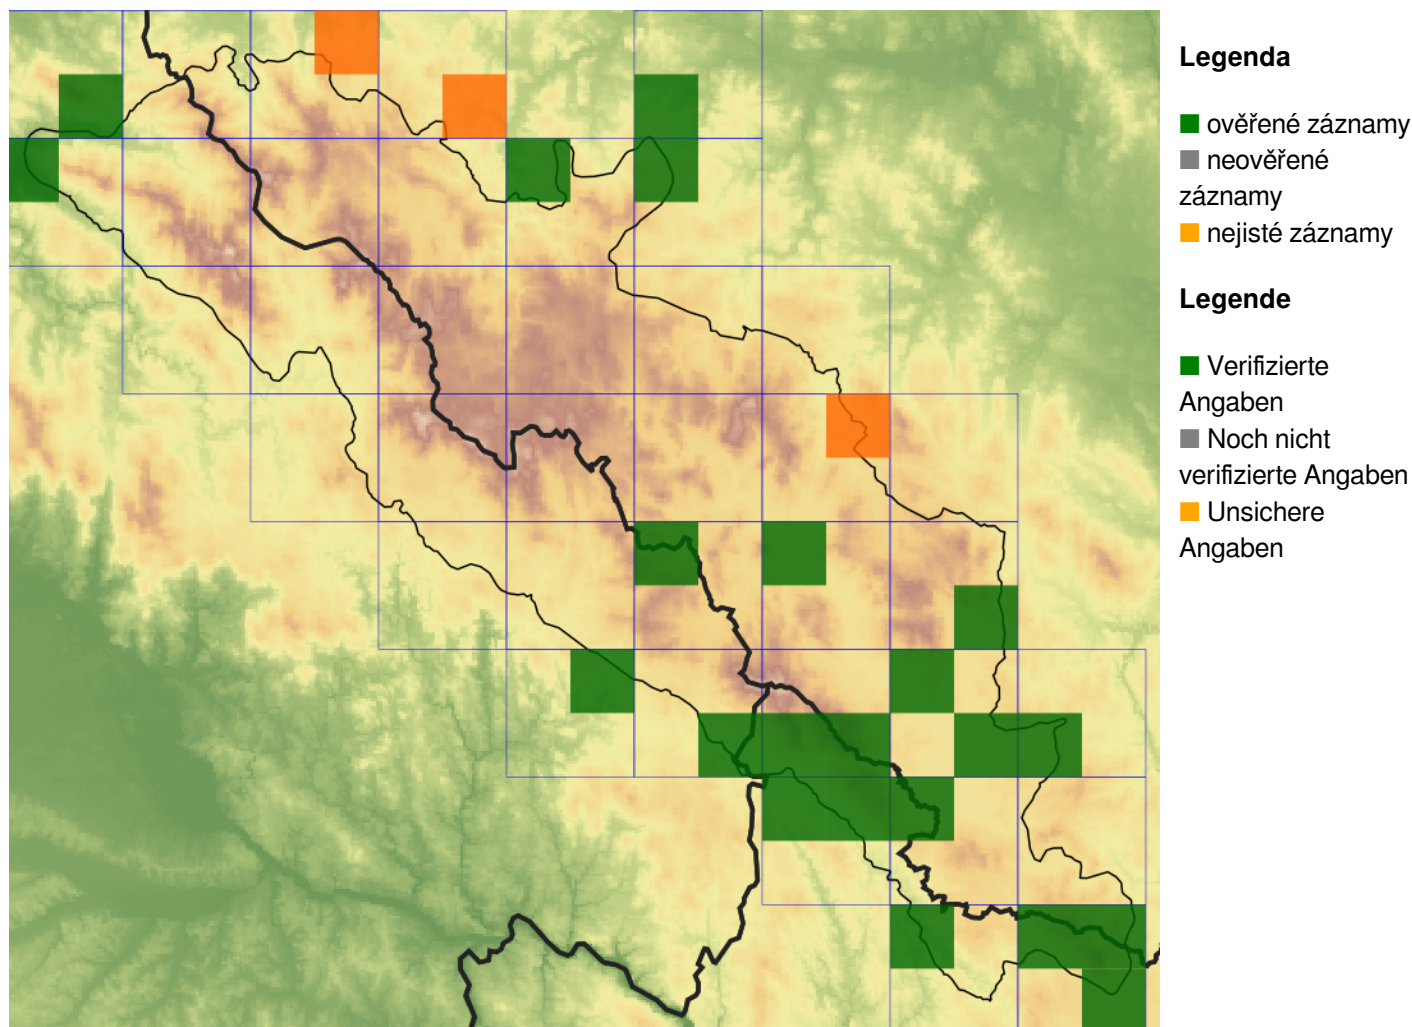 Legenda
ověřené záznamy
neověřené
záznamy
nejisté záznamy
Legende
Verifizierte
Angaben
Noch nicht
verifizierte Angaben
Unsichere
Angaben